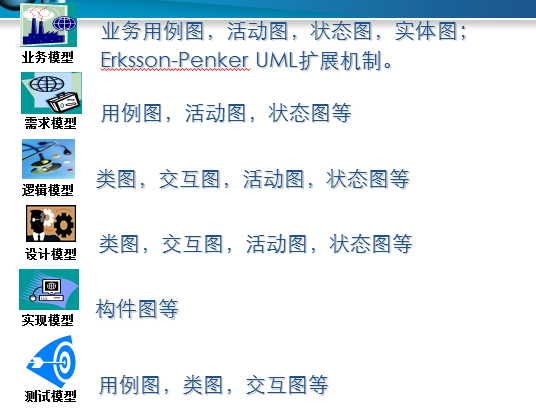 业务用例图，活动图，状态图，实体图；
业务模型
Erksson-Penker UML扩展机制。
需求模型
用例图，活动图，状态图等
逻辑模型
类图，交互图，活动图，状态图等
设计模型
类图，交互图，活动图，状态图等
实现模型
构件图等
测试模型
用例图，类图，交互图等